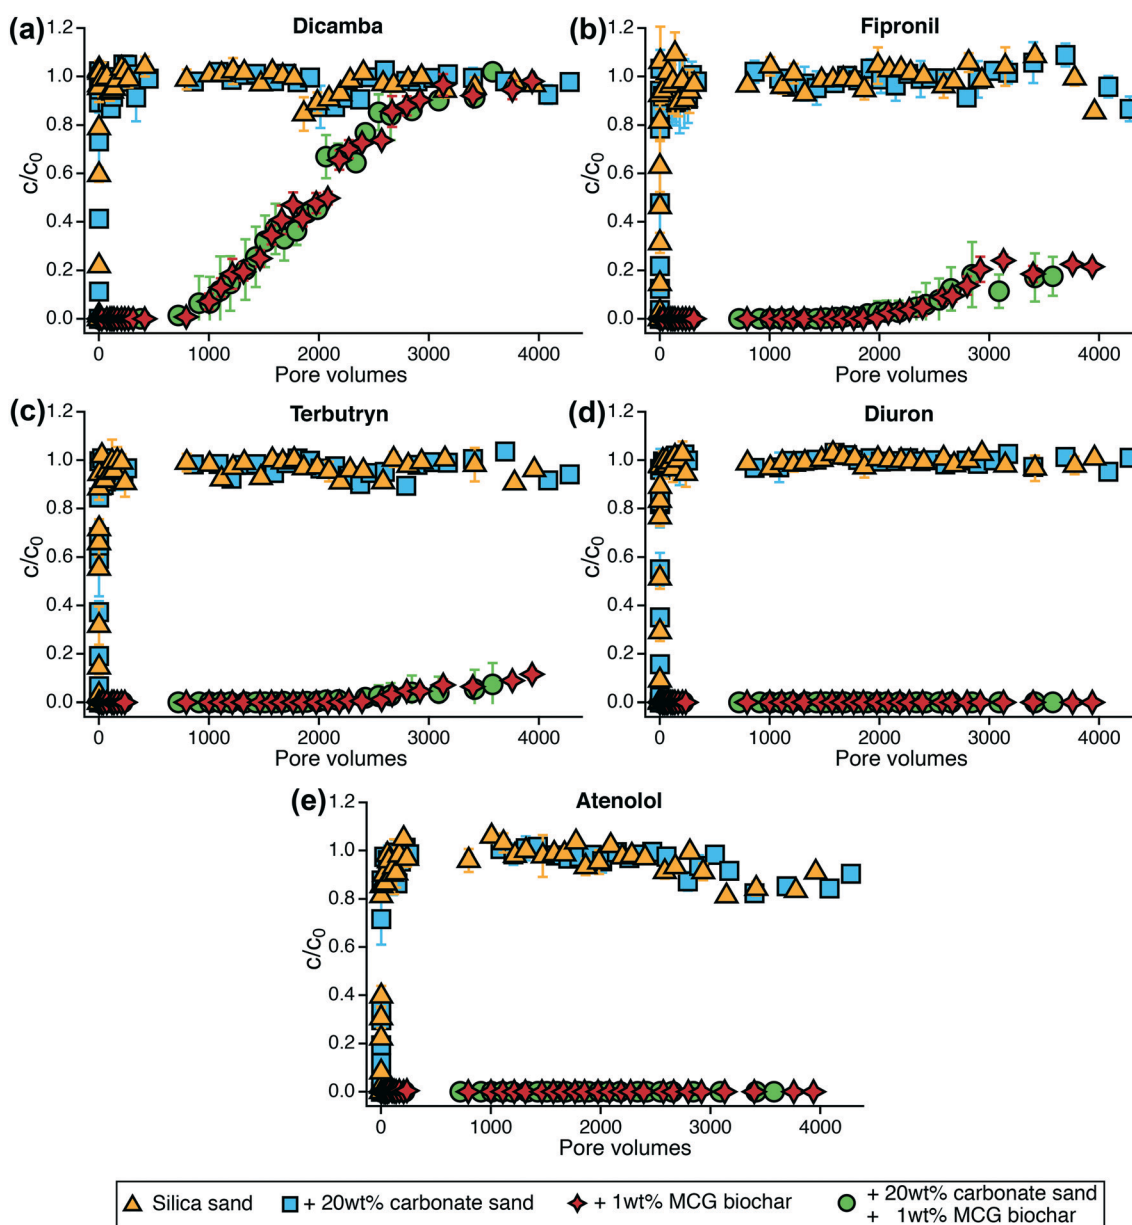 (a) Dicamba
1.2
1.0
0.8
0.6
0.4
0.2
0.0
c/c0
0 1000 2000 3000 4000
Pore volumes
(b) Fipronil
1.2
1.0
0.8
0.6
0.4
0.2
0.0
c/c0
0 1000 2000 3000 4000
Pore volumes
(c) Terbutryn
1.2
1.0
0.8
0.6
0.4
0.2
0.0
c/c0
0 1000 2000 3000 4000
Pore volumes
(d) Diuron
1.2
1.0
0.8
0.6
0.4
0.2
0.0
c/c0
0 1000 2000 3000 4000
Pore volumes
(e) Atenolol
1.2
1.0
0.8
0.6
0.4
0.2
0.0
c/c0
0 1000 2000 3000 4000
Pore volumes
Silica sand
+ 20wt% carbonate sand
+ 1wt% MCG biochar
+ 20wt% carbonate sand
+ 1wt% MCG biochar